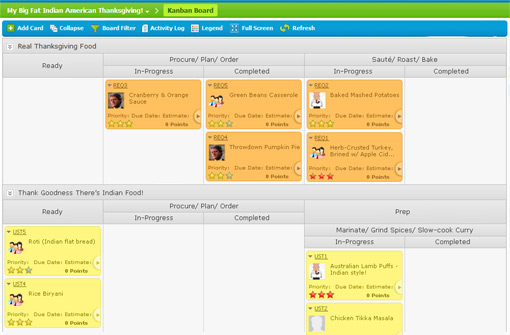 My Big Fat Indian American Thanksgiving! Kanban Board
Add Card Collapse Board Filter Activity Log Legend Full Screen Refresh
Real Thanksgiving Food
Ready
Procure/ Plan/ Order
Sauté/ Roast/ Bake
In-Progress Completed In-Progress Completed
REQ3
Cranberry & Orange Sauce
Priority: Due Date: Estimate:
0 Points
REQ5
Green Beans Casserole
Priority: Due Date: Estimate:
0 Points
REQ2
Baked Mashed Potatoes
Priority: Due Date: Estimate:
0 Points
REQ4
Throwdown Pumpkin Pie
Priority: Due Date: Estimate:
0 Points
REQ1
Herb-Crusted Turkey, Brined w/ Apple Cid...
Priority: Due Date: Estimate:
0 Points
Thank Goodness There's Indian Food!
Ready
Procure/ Plan/ Order
Prep
In-Progress Completed
Marinate/ Grind Spices/ Slow-cook Curry
In-Progress Completed
UST5
Roti (Indian flat bread)
Priority: Due Date: Estimate:
0 Points
UST4
Rice Biryani
Priority: Due Date: Estimate:
0 Points
UST1
Australian Lamb Puffs - Indian style!
Priority: Due Date: Estimate:
0 Points
UST2
Chicken Tikka Masala